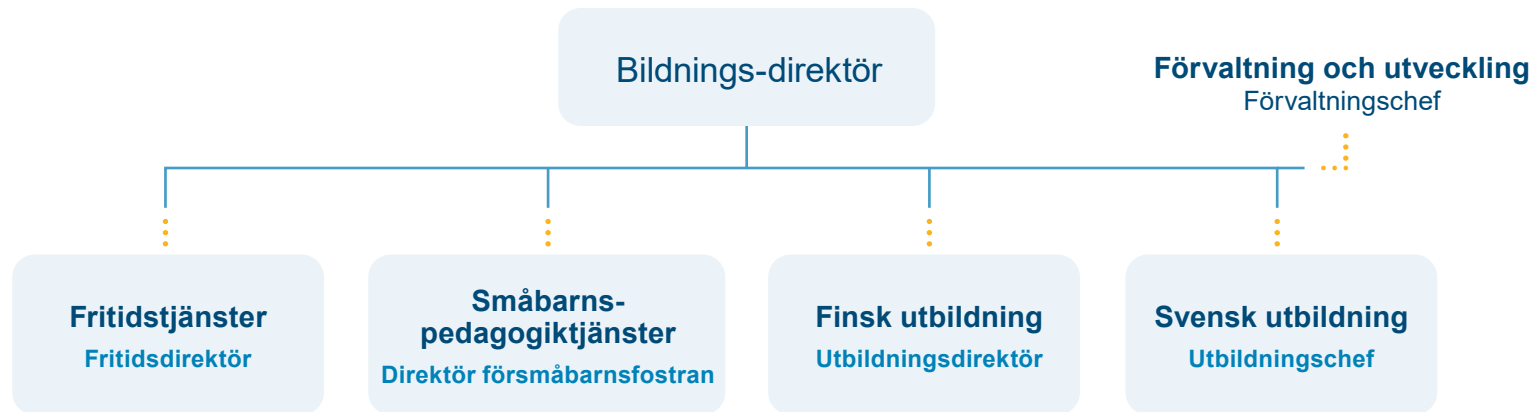 Bildnings-direktör
Förvaltning och utveckling
Förvaltningschef
Fritidstjänster
Fritidsdirektör
Småbarns-
pedagogiktjänster
Direktör försmåbarnsfostran
Finsk utbildning
Utbildningsdirektör
Svensk utbildning
Utbildningschef